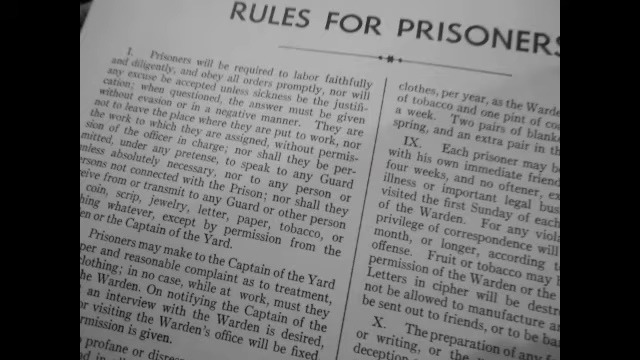 RULES FOR PRISONERS
I. Prisoners will be required to labor faithfully
and diligently, and obey all orders promptly, nor will
any excuse be accepted unless sickness be the justifi-
cation; when questioned, the answer must be given
without evasion or in a negative manner. They are
not to leave the place where they are put to work, nor
the work to which they are assigned, without permis-
sion of the officer in charge; nor shall they be per-
mitted, under any pretense, to speak to any Guard
unless absolutely necessary, nor to any person or
persons not connected with the Prison; nor shall they
receive from or transmit to any Guard or other person
coin, scrip, jewelry, letter, paper, tobacco, or
thing whatever, except by permission from the
en or the Captain of the Yard.
Prisoners may make to the Captain of the Yard
per and reasonable complaint as to treatment,
clothing; in no case, while at work, must they
the Warden. On notifying the Captain of the
an interview with the Warden is desired,
or visiting the Warden's office will be fixed
rmission is given.
profane or disre
clothes, per year, as the Warde
of tobacco and one pint of co
a week. Two pairs of blanke
spring, and an extra pair in th
IX. Each prisoner may be
with his own immediate friend
four weeks, and no oftener, ex
illness or important legal bus
visited the first Sunday of each
of the Warden. For any viola
privilege of correspondence will
month, or longer, according to
offense. Fruit or tobacco may b
permission of the Warden or the
Letters in cipher will be destr
not be allowed to manufacture a
be sent out to friends, or to be ba
X. The preparation of any
or writing, or the
deception